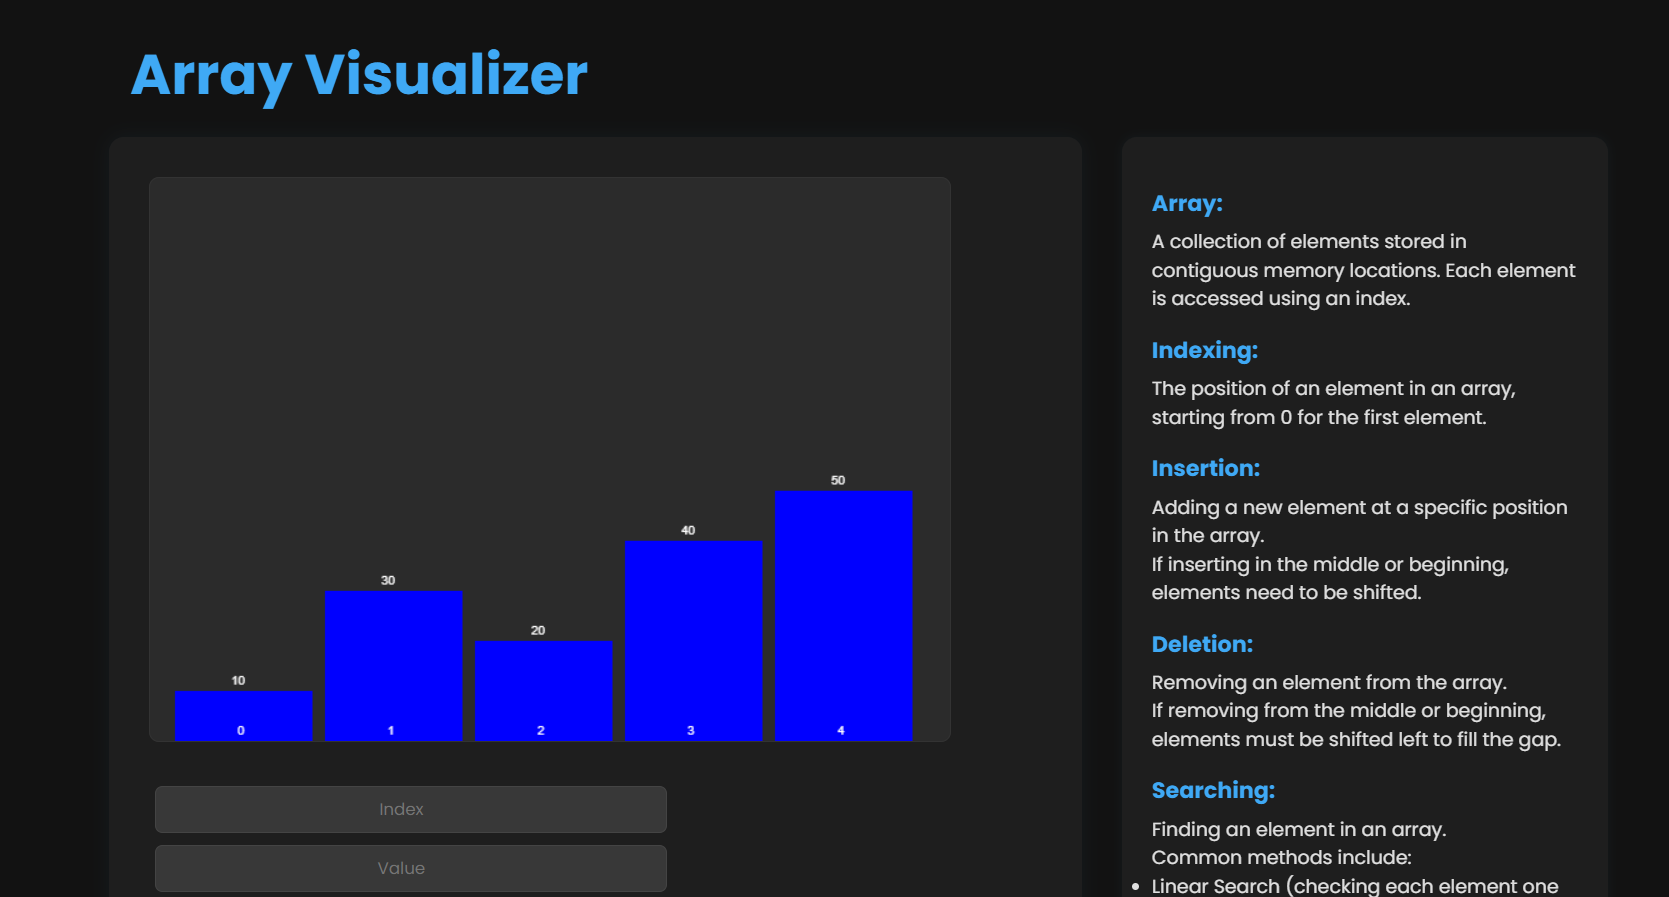 Array Visualizer
50
40
30
20
10
0 1 2 3 4
Index
Value
Array:
A collection of elements stored in
contiguous memory locations. Each element
is accessed using an index.
Indexing:
The position of an element in an array,
starting from 0 for the first element.
Insertion:
Adding a new element at a specific position
in the array.
If inserting in the middle or beginning,
elements need to be shifted.
Deletion:
Removing an element from the array.
If removing from the middle or beginning,
elements must be shifted left to fill the gap.
Searching:
Finding an element in an array.
Common methods include:
• Linear Search (checking each element one